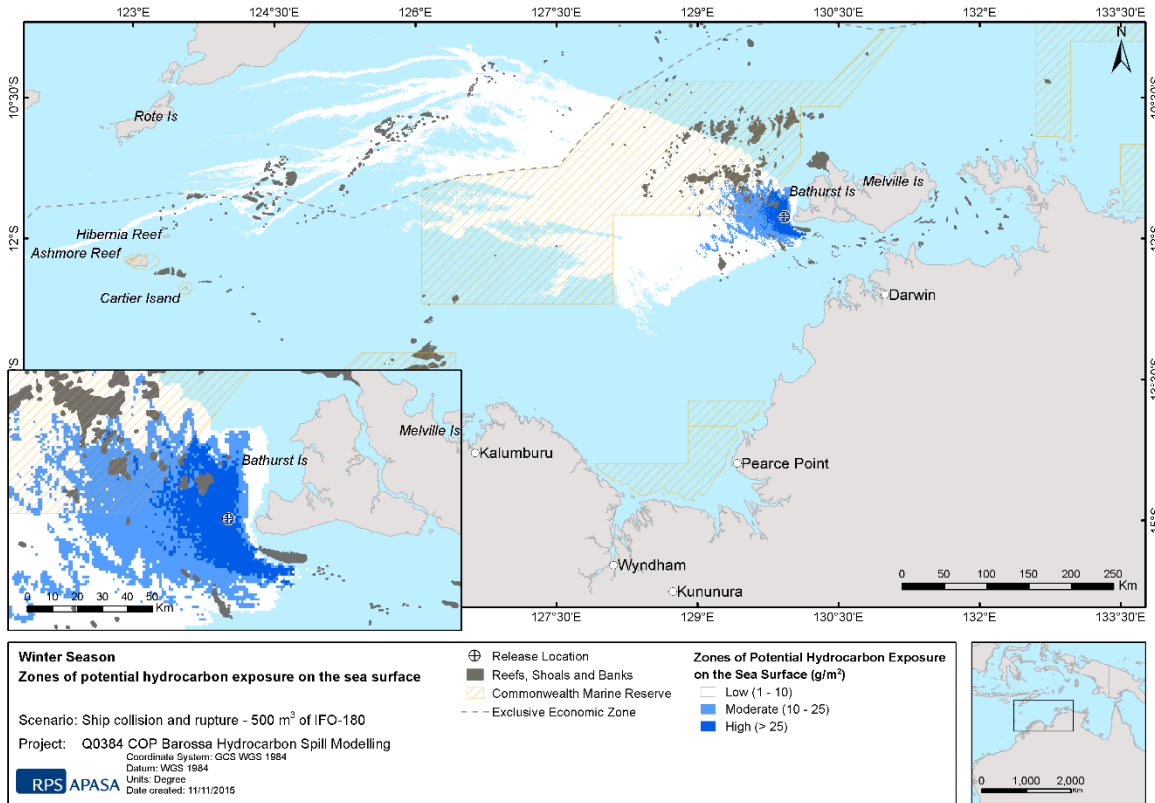 123°E
124°30'E
126°E
127°30'E
129°E
130°30'E
132°E
133°30'E
N
10°30'S
10°30'S
Rote Is
Melville Is
Bathurst Is
Hibernia Reef
12°S
12°S
Ashmore Reef
Cartier Isand
Darwin
13°30'S
Melville Is
Bathurst Is
Kalumburu
Pearce Point
15°S
0 10 20 30 40 50
Km
Wyndham
Kununura
0 50 100 150 200 250
Km
127°30'E
129°E
130°30'E
132°E
133°30'E
Winter Season
Zones of potential hydrocarbon exposure on the sea surface
Scenario: Ship collision and rupture - 500 m³ of IFO-180
Project: Q0384 COP Barossa Hydrocarbon Spill Modelling
Coordinate System: GCS WGS 1984
Datum: WGS 1984
Units: Degree
Date created: 11/11/2015
RPS APASA
Release Location
Reefs, Shoals and Banks
Commonwealth Marine Reserve
Exclusive Economic Zone
Zones of Potential Hydrocarbon Exposure
on the Sea Surface (g/m²)
Low (1 - 10)
Moderate (10 - 25)
High (> 25)
0 1,000 2,000
Km